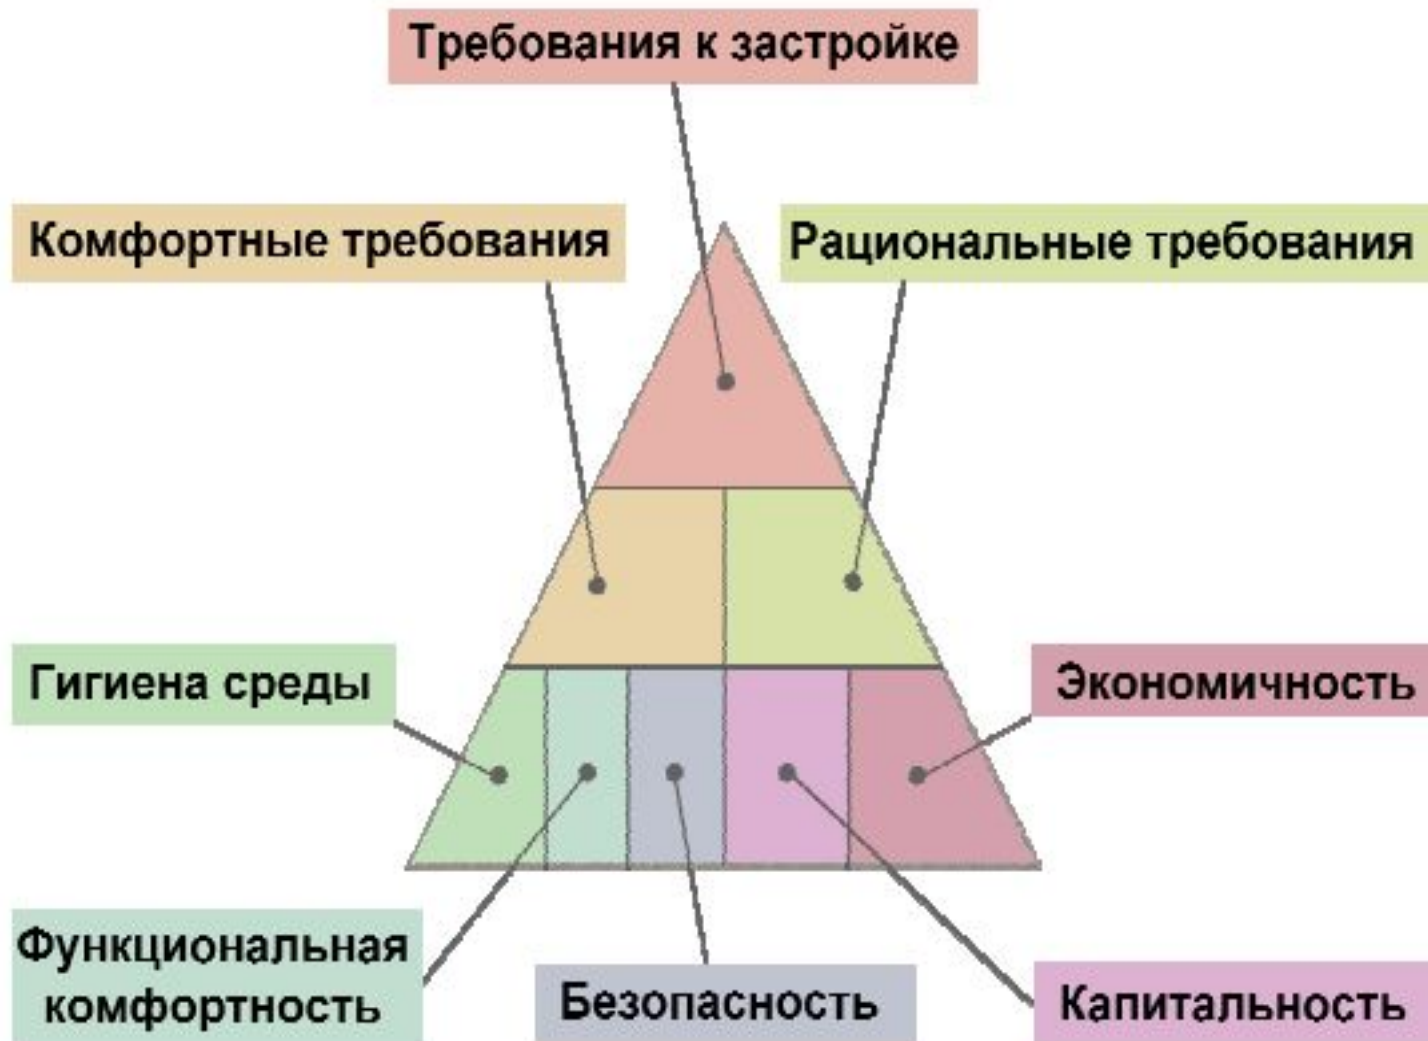 Требования к застройке
Комфортные требования
Рациональные требования
Гигиена среды
Экономичность
Функциональная
комфортность
Безопасность
Капитальность